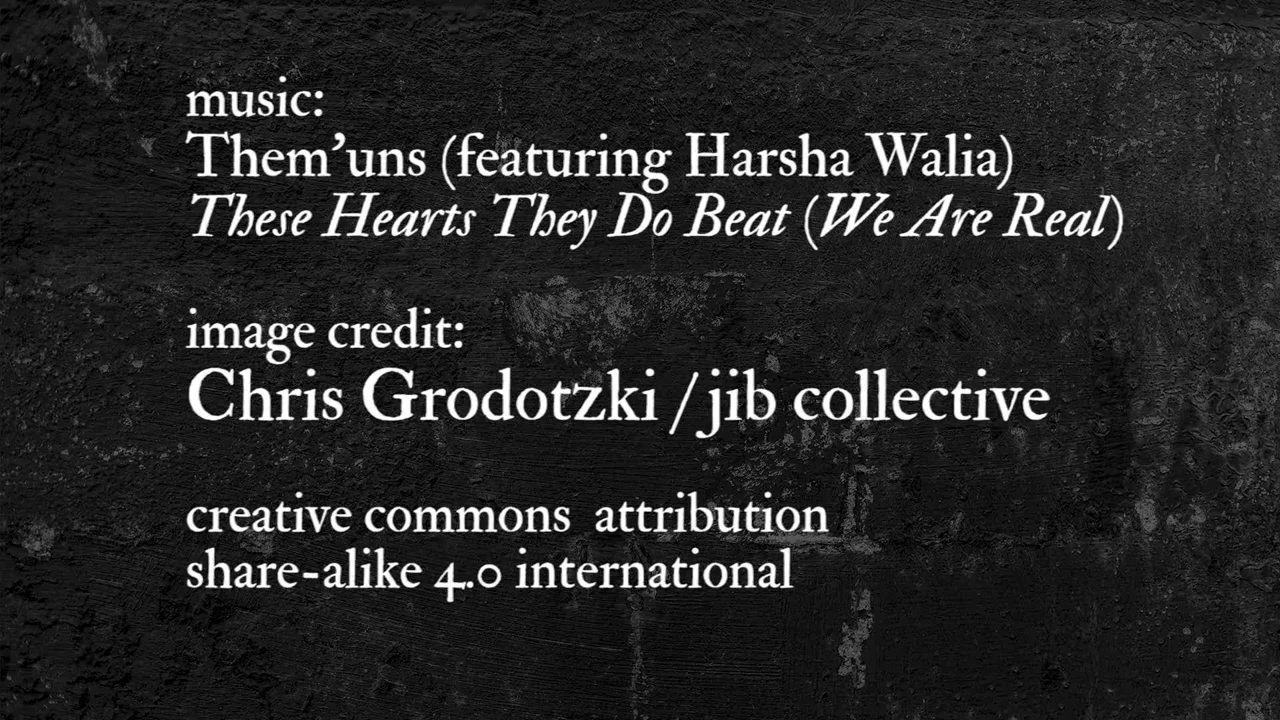 music:
Them’uns (featuring Harsha Walia)
These Hearts They Do Beat (We Are Real)
image credit:
Chris Grodotzki / jib collective
creative commons attribution
share-alike 4.0 international